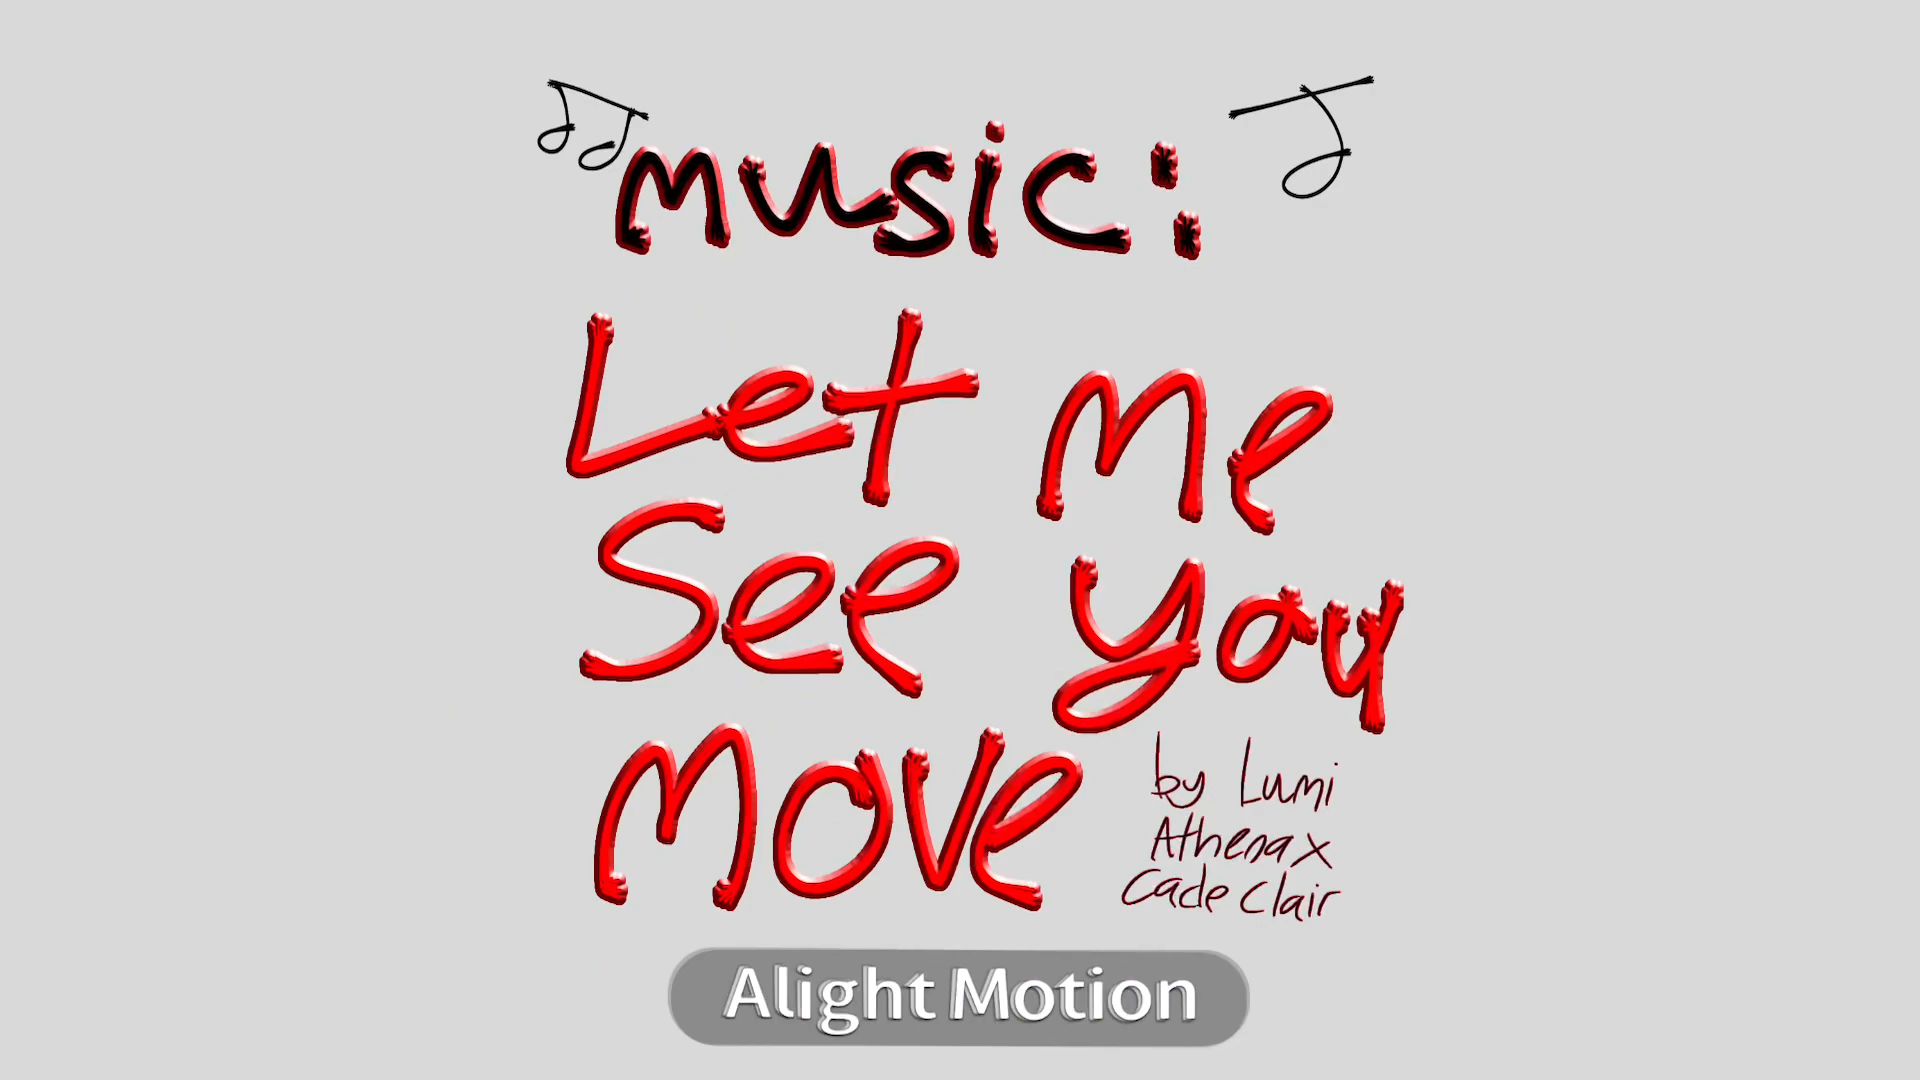 music:
Let Me
See you
Move
by Lumi
Athena x
Cade Clair
Alight Motion